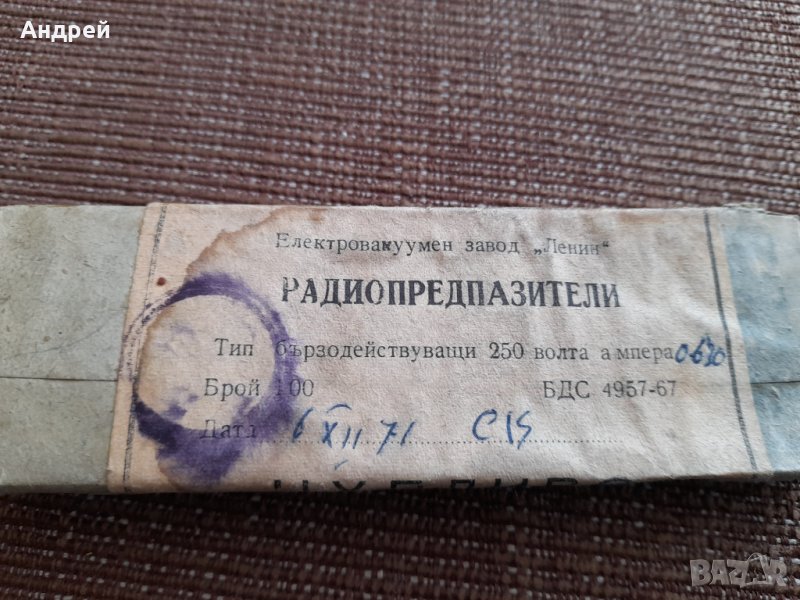 Андрей
Електровакуумен завод „Ленин“
РАДИОПРЕДПАЗИТЕЛИ
Тип бързодействуващи 250 волта ампера 0.630
Брой 100 БДС 4957-67
Дата 6 XII 71
BAZAR